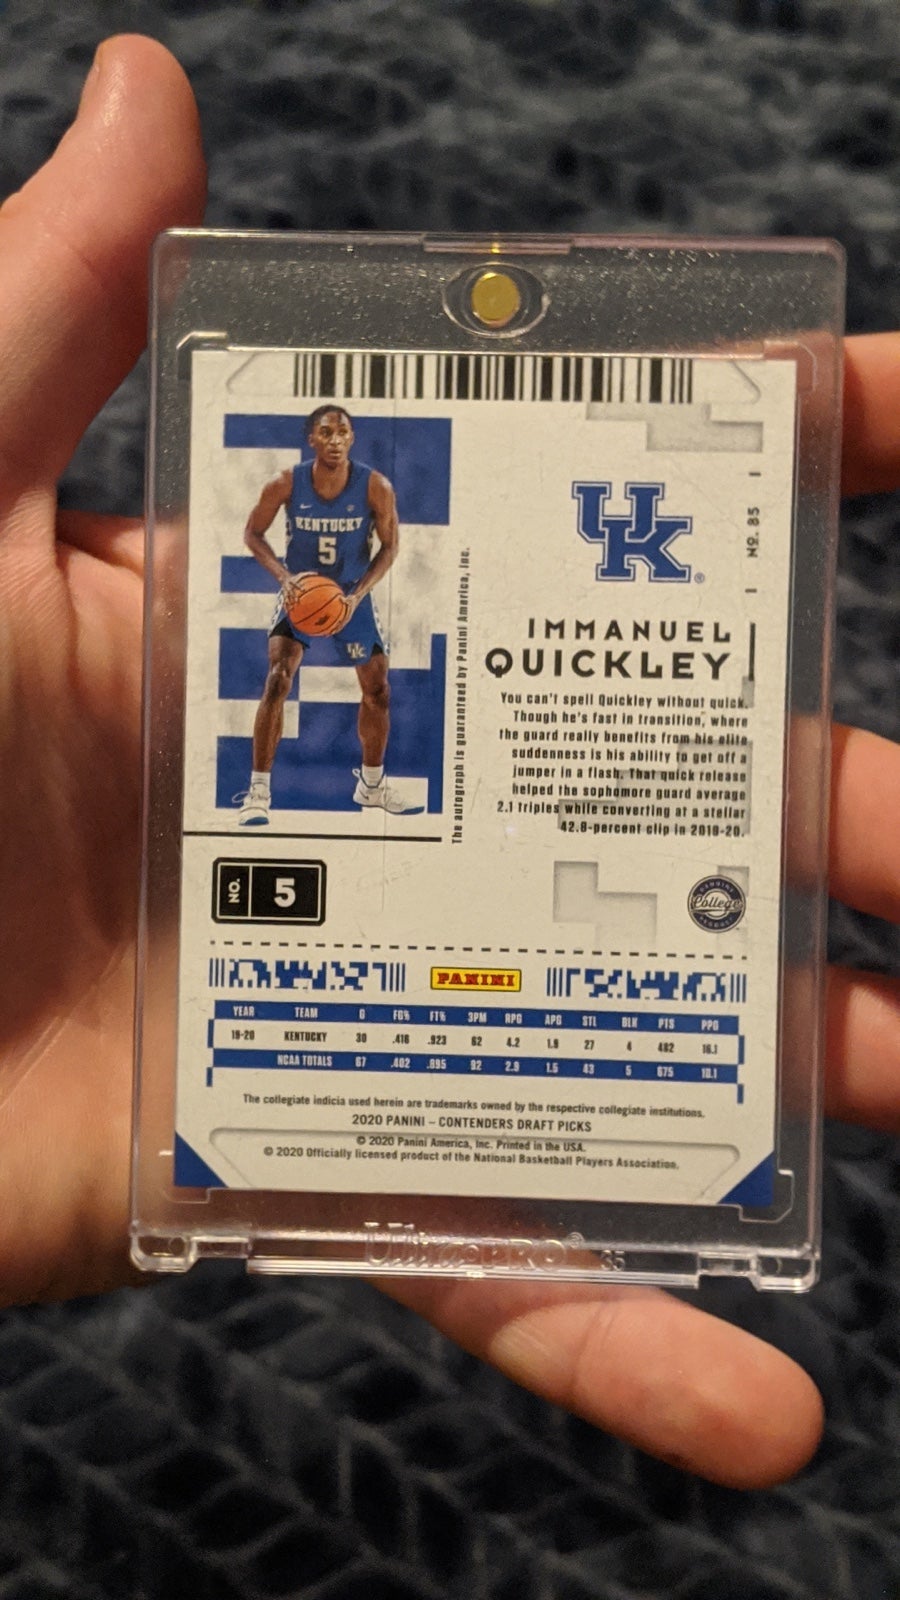 KENTUCKY
5
UK
UK®
Nº. 85
IMMANUEL
QUICKLEY
You can't spell Quickley without quick.
Though he's fast in transition, where
the guard really benefits from his elite
suddenness is his ability to get off a
jumper in a flash. That quick release
helped the sophomore guard average
2.1 triples while converting at a stellar
42.8-percent clip in 2019-20.
The autograph is guaranteed by Panini America, Inc.
NO. 5
GENUINE
College
PRODUCT
PANINI
YEAR TEAM G FG% FT% 3PM RPG APG STL BLK PTS PPG
19-20 KENTUCKY 30 .416 .923 62 4.2 1.9 27 4 482 16.1
NCAA TOTALS 67 .402 .895 92 2.9 1.5 43 5 675 10.1
The collegiate indicia used herein are trademarks owned by the respective collegiate institutions.
2020 PANINI – CONTENDERS DRAFT PICKS
© 2020 Panini America, Inc. Printed in the USA.
© 2020 Officially licensed product of the National Basketball Players Association.
Ultra·PRO® 35